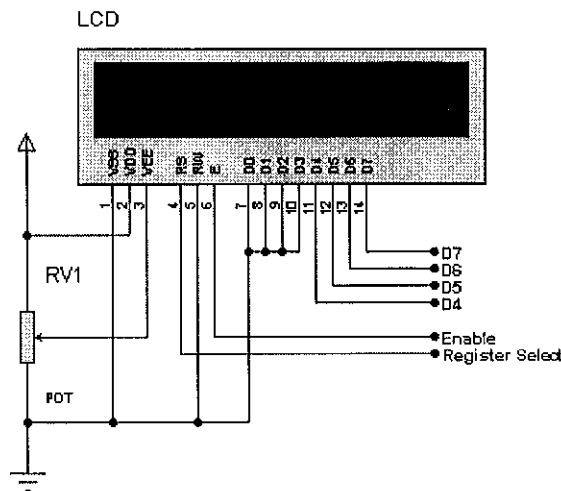 LCD
VSS VDD VEE RS RW E D0 D1 D2 D3 D4 D5 D6 D7
1 2 3 4 5 6 7 8 9 10 11 12 13 14
D7
D6
D5
D4
RV1
Enable
Register Select
POT